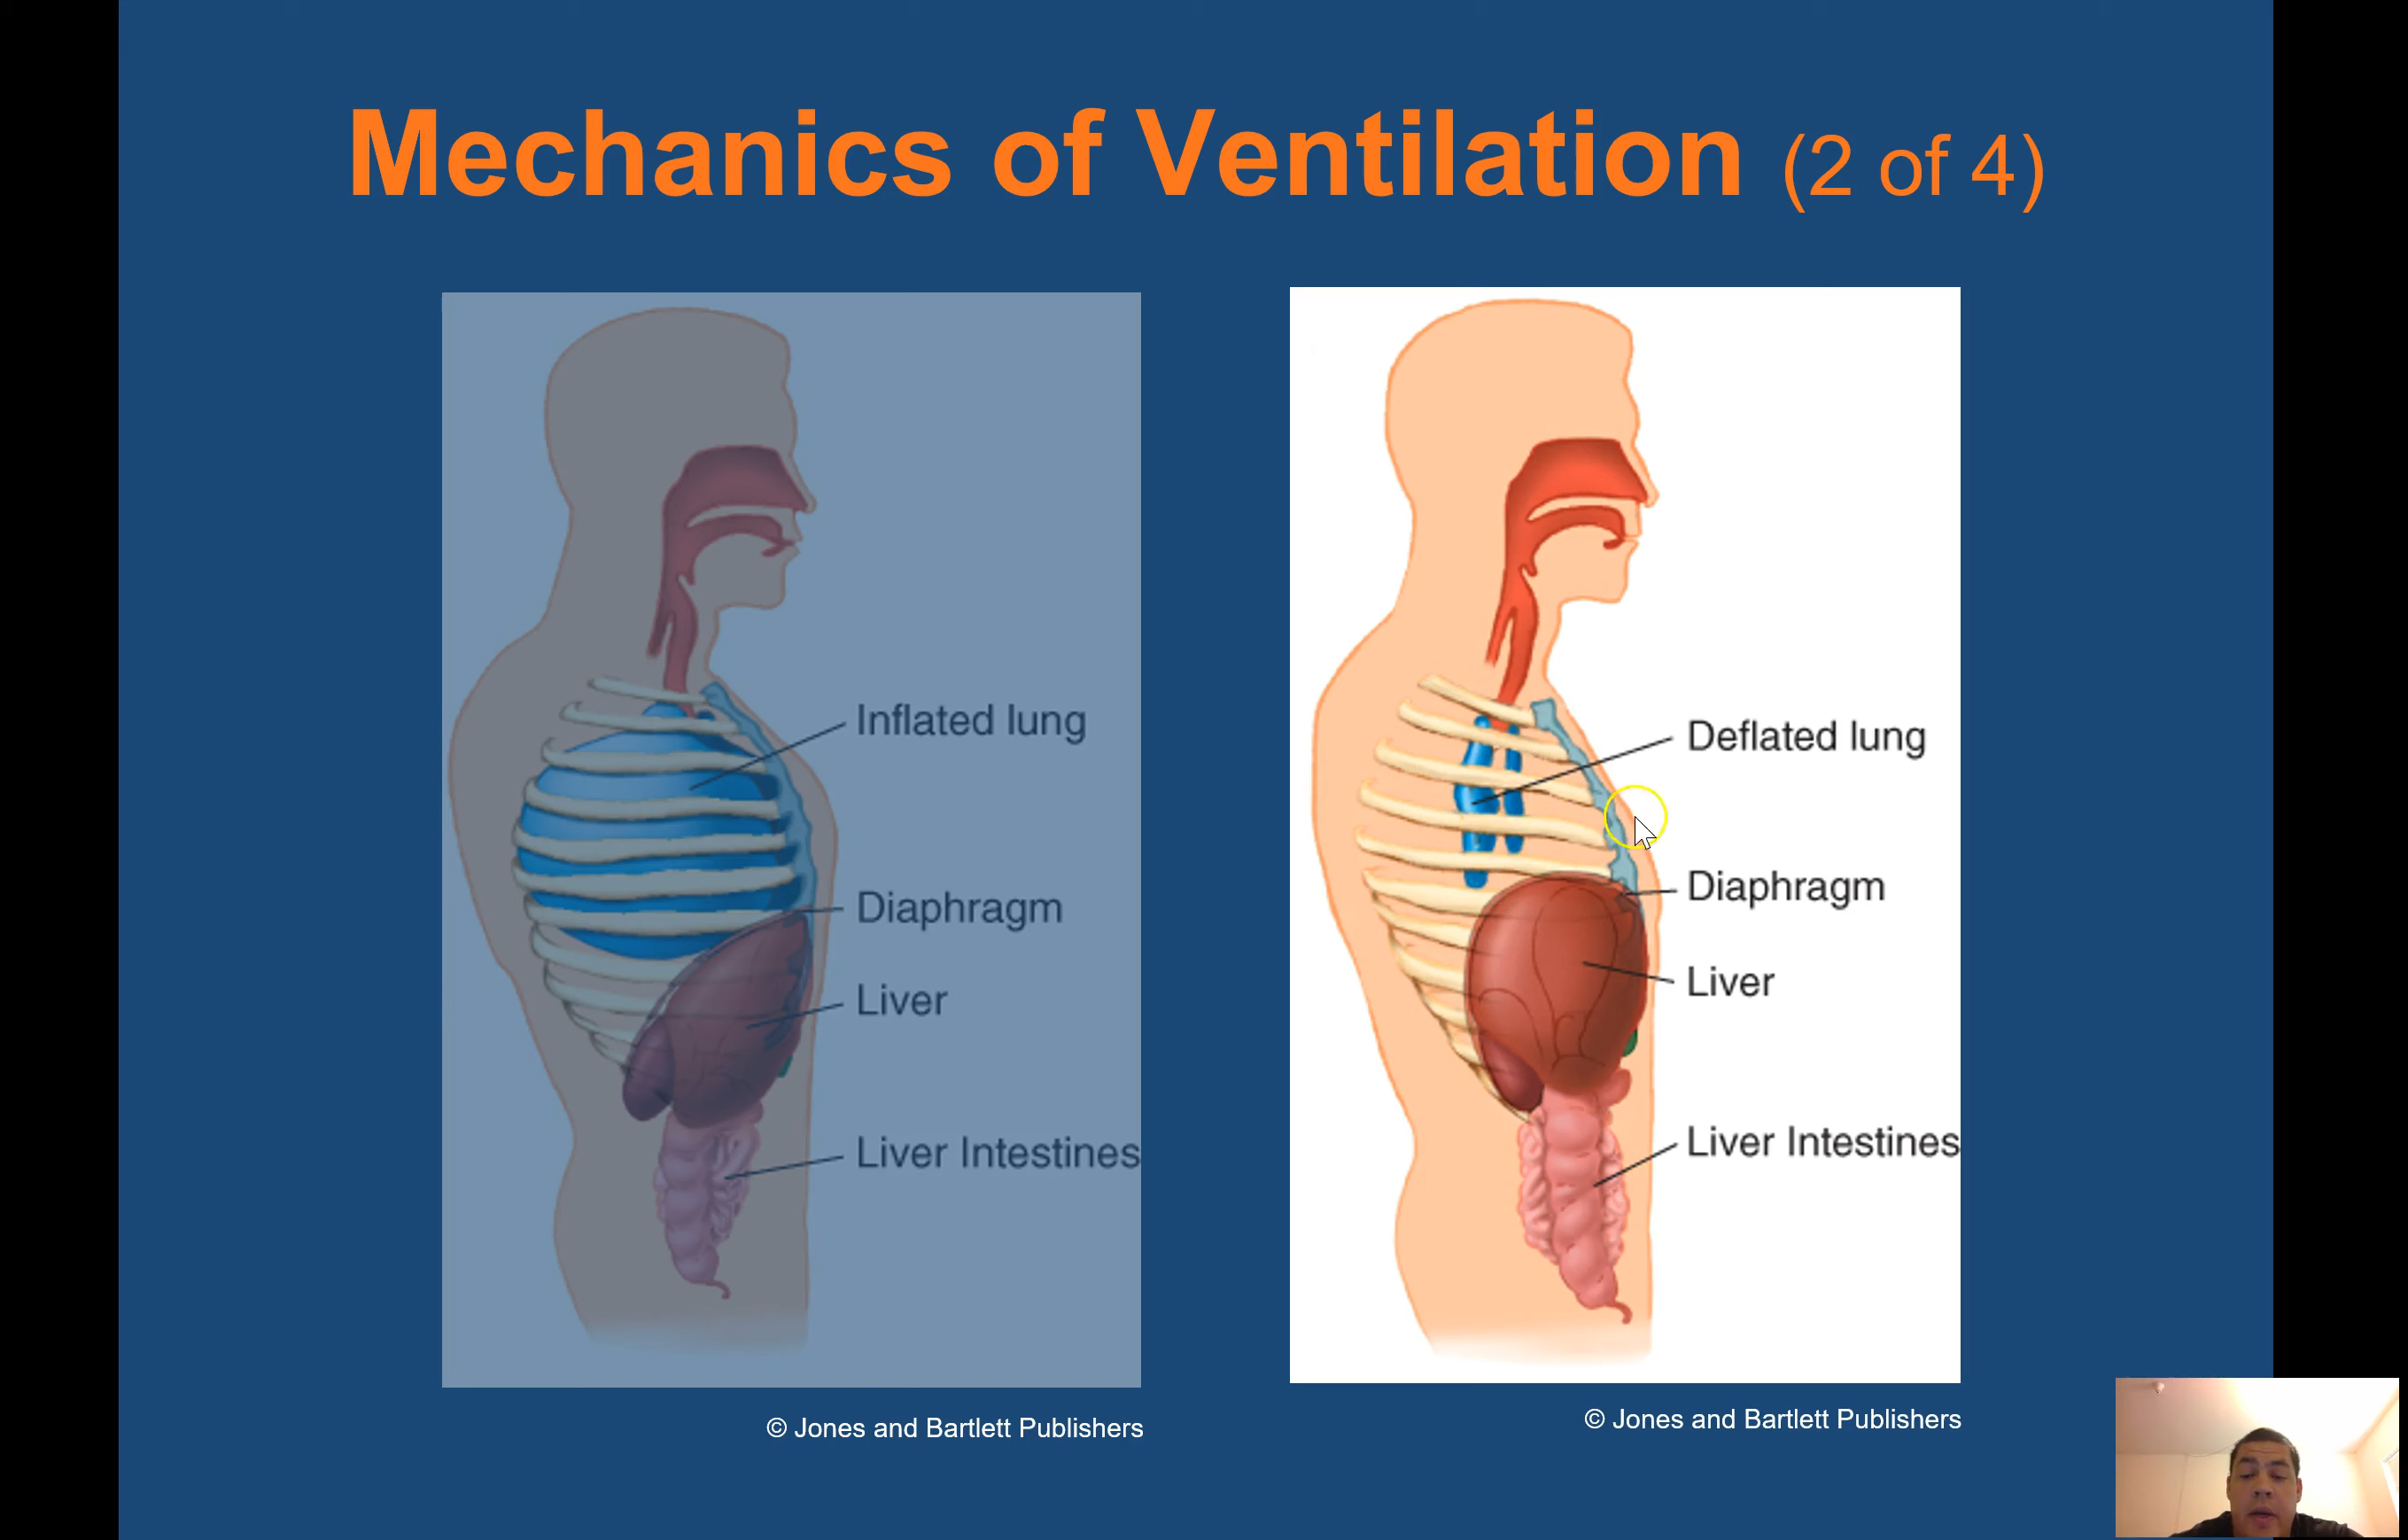 Mechanics of Ventilation (2 of 4)
Inflated lung
Diaphragm
Liver
Liver Intestines
© Jones and Bartlett Publishers
Deflated lung
Diaphragm
Liver
Liver Intestines
© Jones and Bartlett Publishers